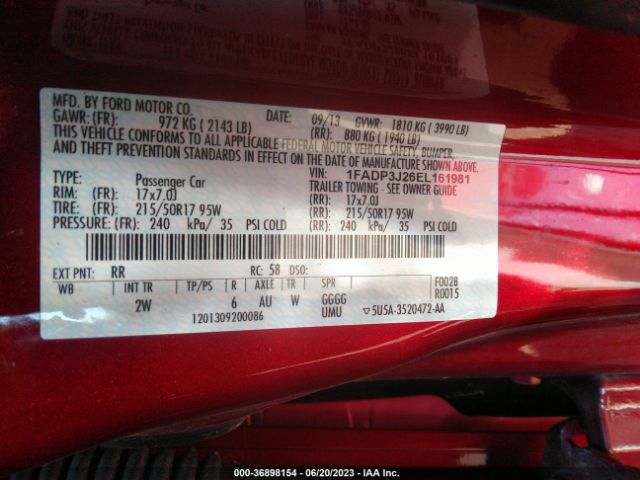 MFD. BY FORD MOTOR CO.
DATE: 09/13 GVWR: 1810 KG ( 3990 LB)
GAWR: (FR): 972 KG ( 2143 LB) (RR): 880 KG ( 1940 LB)
THIS VEHICLE CONFORMS TO ALL APPLICABLE FEDERAL MOTOR VEHICLE SAFETY, BUMPER,
AND THEFT PREVENTION STANDARDS IN EFFECT ON THE DATE OF MANUFACTURE SHOWN ABOVE.
VIN: 1FADP3J26EL161981
TYPE: Passenger Car TRAILER TOWING - SEE OWNERS GUIDE
RIM: (FR): 17x7.0J (RR): 17x7.0J
TIRE: (FR): 215/50R17 95W (RR): 215/50R17 95W
PRESSURE: (FR): 240 kPa/ 35 PSI COLD (RR): 240 kPa/ 35 PSI COLD
EXT PNT: RR RC: 58 DSO:
WB INT TR TP/PS R AXLE TR SPR F0028
2W 6 AU W GGGG R0015
1201309200086 UMU 5U5A-3520472-AA
000-36898154 - 06/20/2023 - IAA Inc.